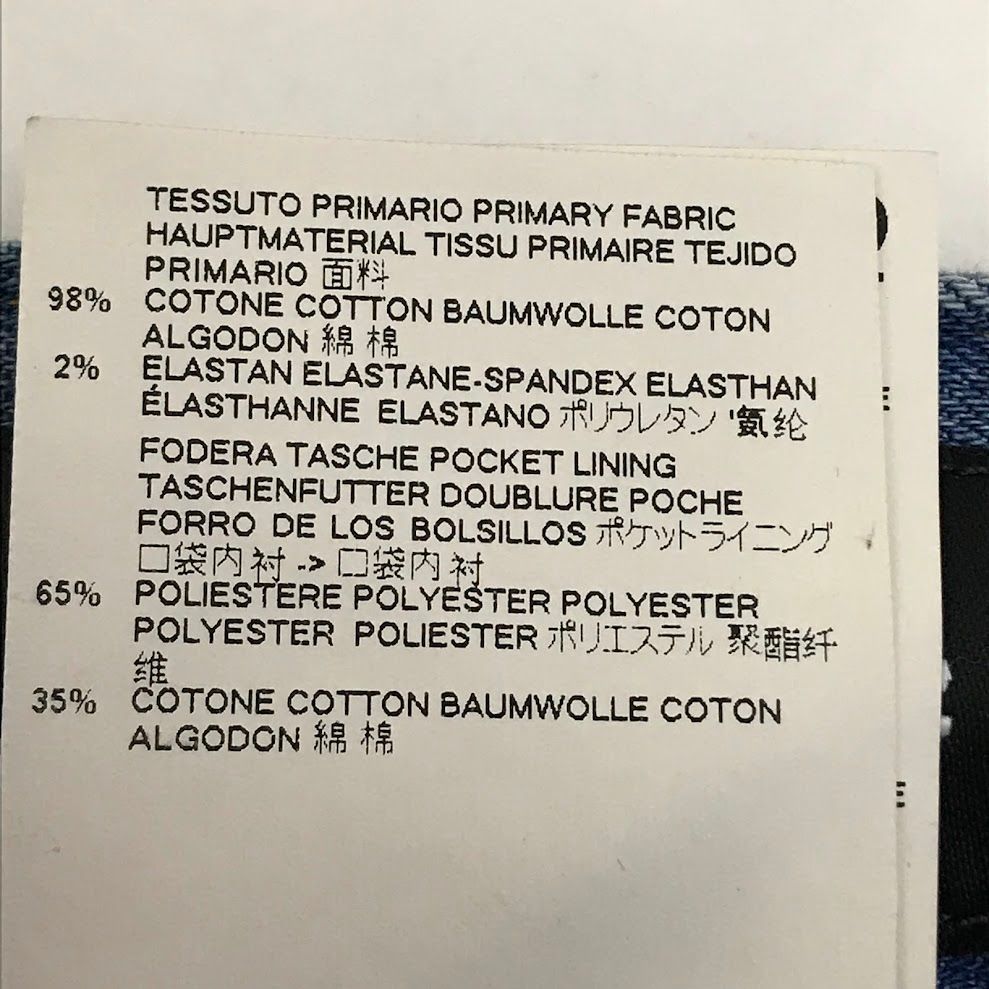 TESSUTO PRIMARIO PRIMARY FABRIC
HAUPTMATERIAL TISSU PRIMAIRE TEJIDO
PRIMARIO 面料
98% COTONE COTTON BAUMWOLLE COTON
ALGODON 綿 棉
2% ELASTAN ELASTANE-SPANDEX ELASTHAN
ÉLASTHANNE ELASTANO ポリウレタン '氨纶
FODERA TASCHE POCKET LINING
TASCHENFUTTER DOUBLURE POCHE
FORRO DE LOS BOLSILLOS ポケットライニング
口袋内衬 -> 口袋内衬
65% POLIESTERE POLYESTER POLYESTER
POLYESTER POLIESTER ポリエステル 聚酯纤
维
35% COTONE COTTON BAUMWOLLE COTON
ALGODON 綿 棉